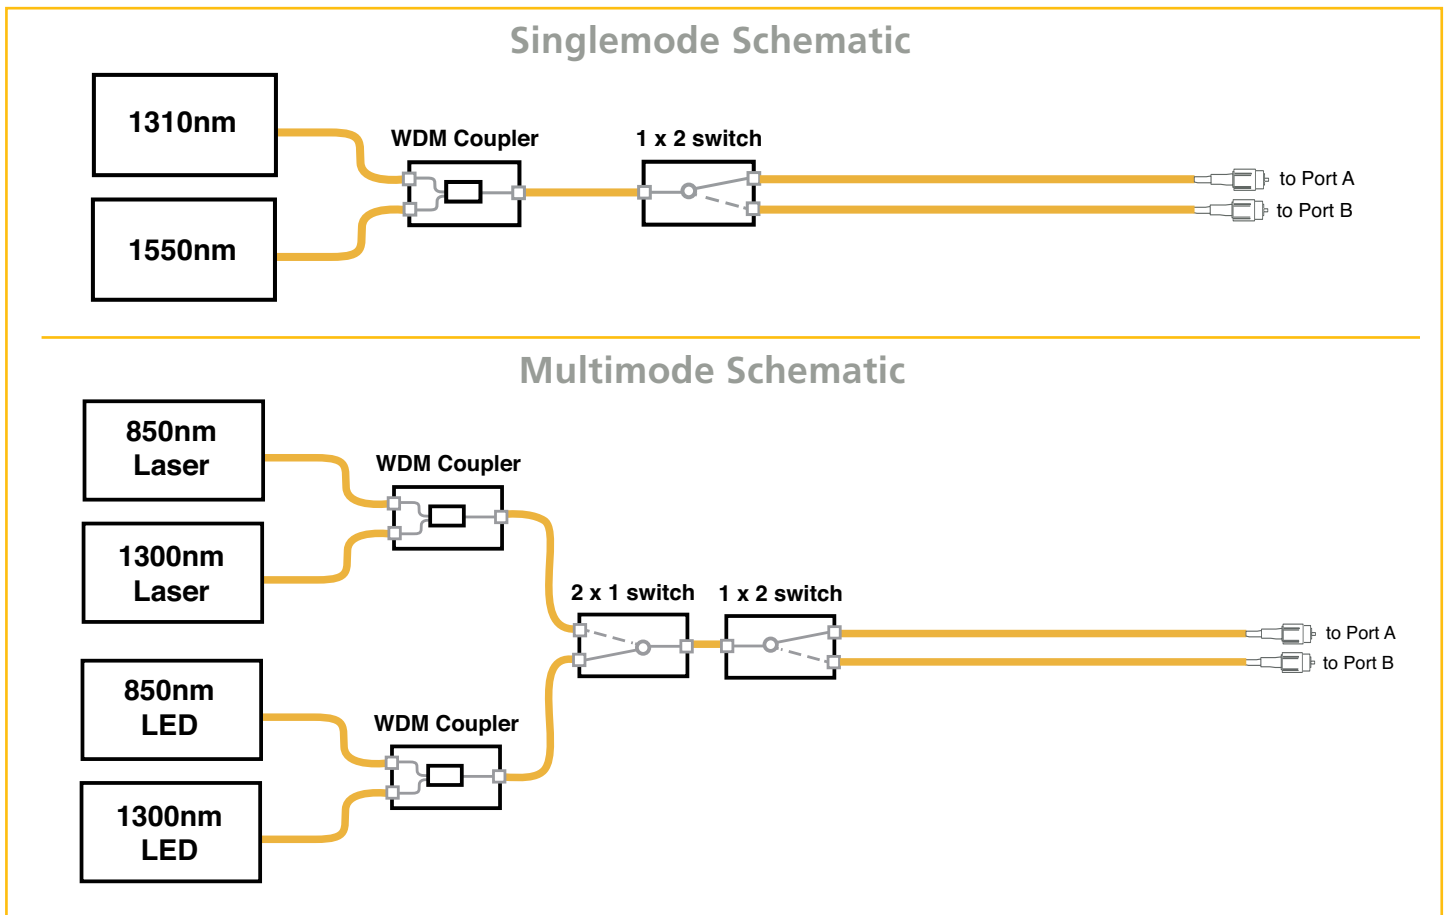 Singlemode Schematic
1310nm
WDM Coupler
1 x 2 switch
to Port A
to Port B
1550nm
Multimode Schematic
850nm
Laser
WDM Coupler
1300nm
Laser
2 x 1 switch
1 x 2 switch
to Port A
to Port B
850nm
LED
WDM Coupler
1300nm
LED